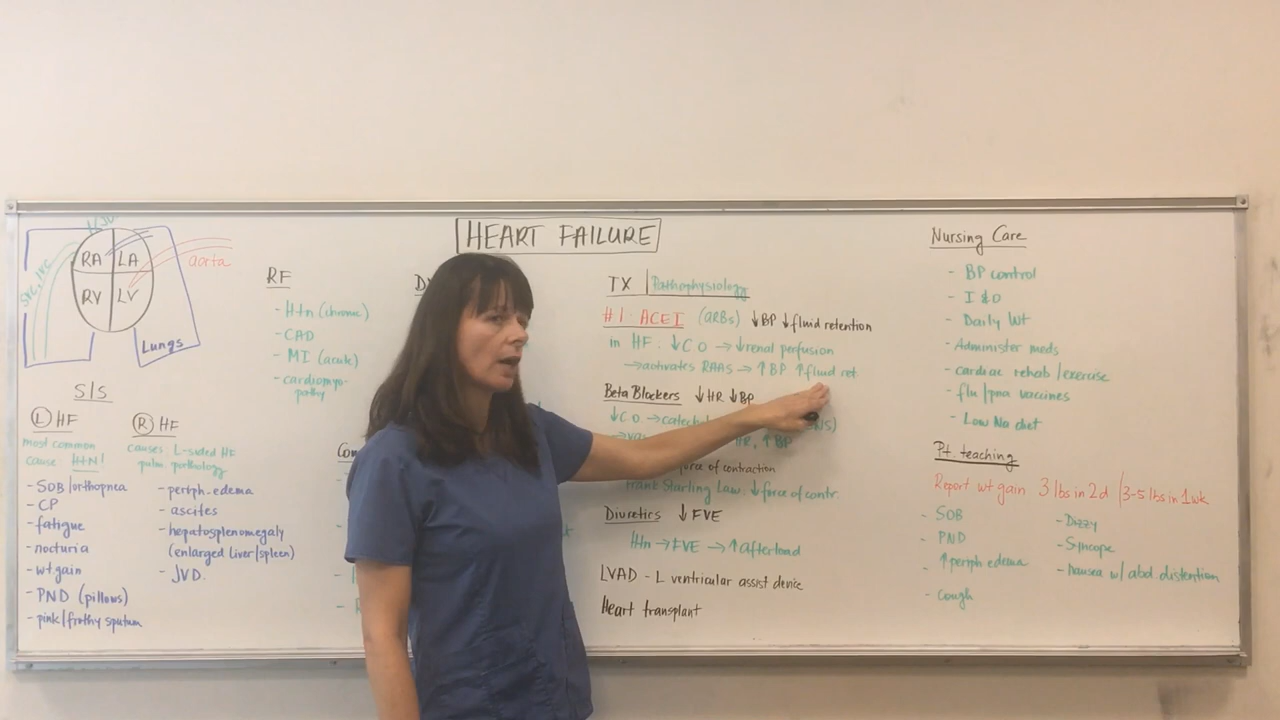 HEART FAILURE
RA LA
RV LV
SVC, IVC
aorta
Lungs
S/S
(L) HF
most common
cause HTN!
- SOB/orthopnea
- CP
- fatigue
- nocturia
- wt.gain
- PND (pillows)
- pink/frothy sputum
(R) HF
causes L-sided HF
pulm. pathology
- periph.edema
- ascites
- hepatosplenomegaly
(enlarged liver/spleen)
- JVD.
RF
- Htn (chronic)
- CAD
- MI (acute)
- cardiomyo-
pathy
TX | Pathophysiology
#1. ACEI (ARBs) ↓BP ↓fluid retention
in HF: ↓C.O → ↓renal perfusion
→activates RAAS → ↑BP ↑fluid ret.
Beta Blockers ↓HR ↓BP
↓C.O. →
HR, ↑BP
force of contraction
Frank Starling Law: ↓force of contr.
Diuretics ↓FVE
Htn → FVE → ↑afterload
LVAD - L ventricular assist device
Heart transplant
Nursing Care
- BP control
- I & O
- Daily Wt
- Administer meds
- cardiac rehab/exercise
- flu/pna vaccines
- Low Na diet
Pt. teaching
Report wt gain 3 lbs in 2d / 3-5 lbs in 1wk
- SOB
- PND
- ↑periph edema
- Cough
- Dizzy
- Syncope
- Nausea w/ abd. distention